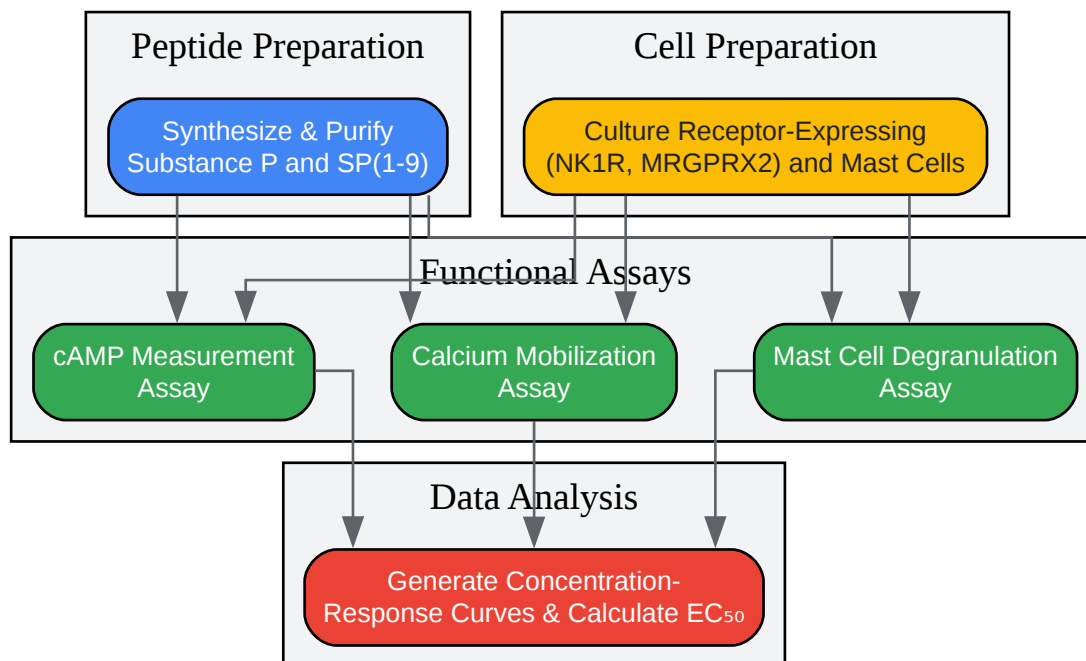 Peptide Preparation
Cell Preparation
Synthesize & Purify
Substance P and SP(1-9)
Culture Receptor-Expressing
(NK1R, MRGPRX2) and Mast Cells
Functional Assays
cAMP Measurement
Assay
Calcium Mobilization
Assay
Mast Cell Degranulation
Assay
Data Analysis
Generate Concentration-
Response Curves & Calculate EC₅₀